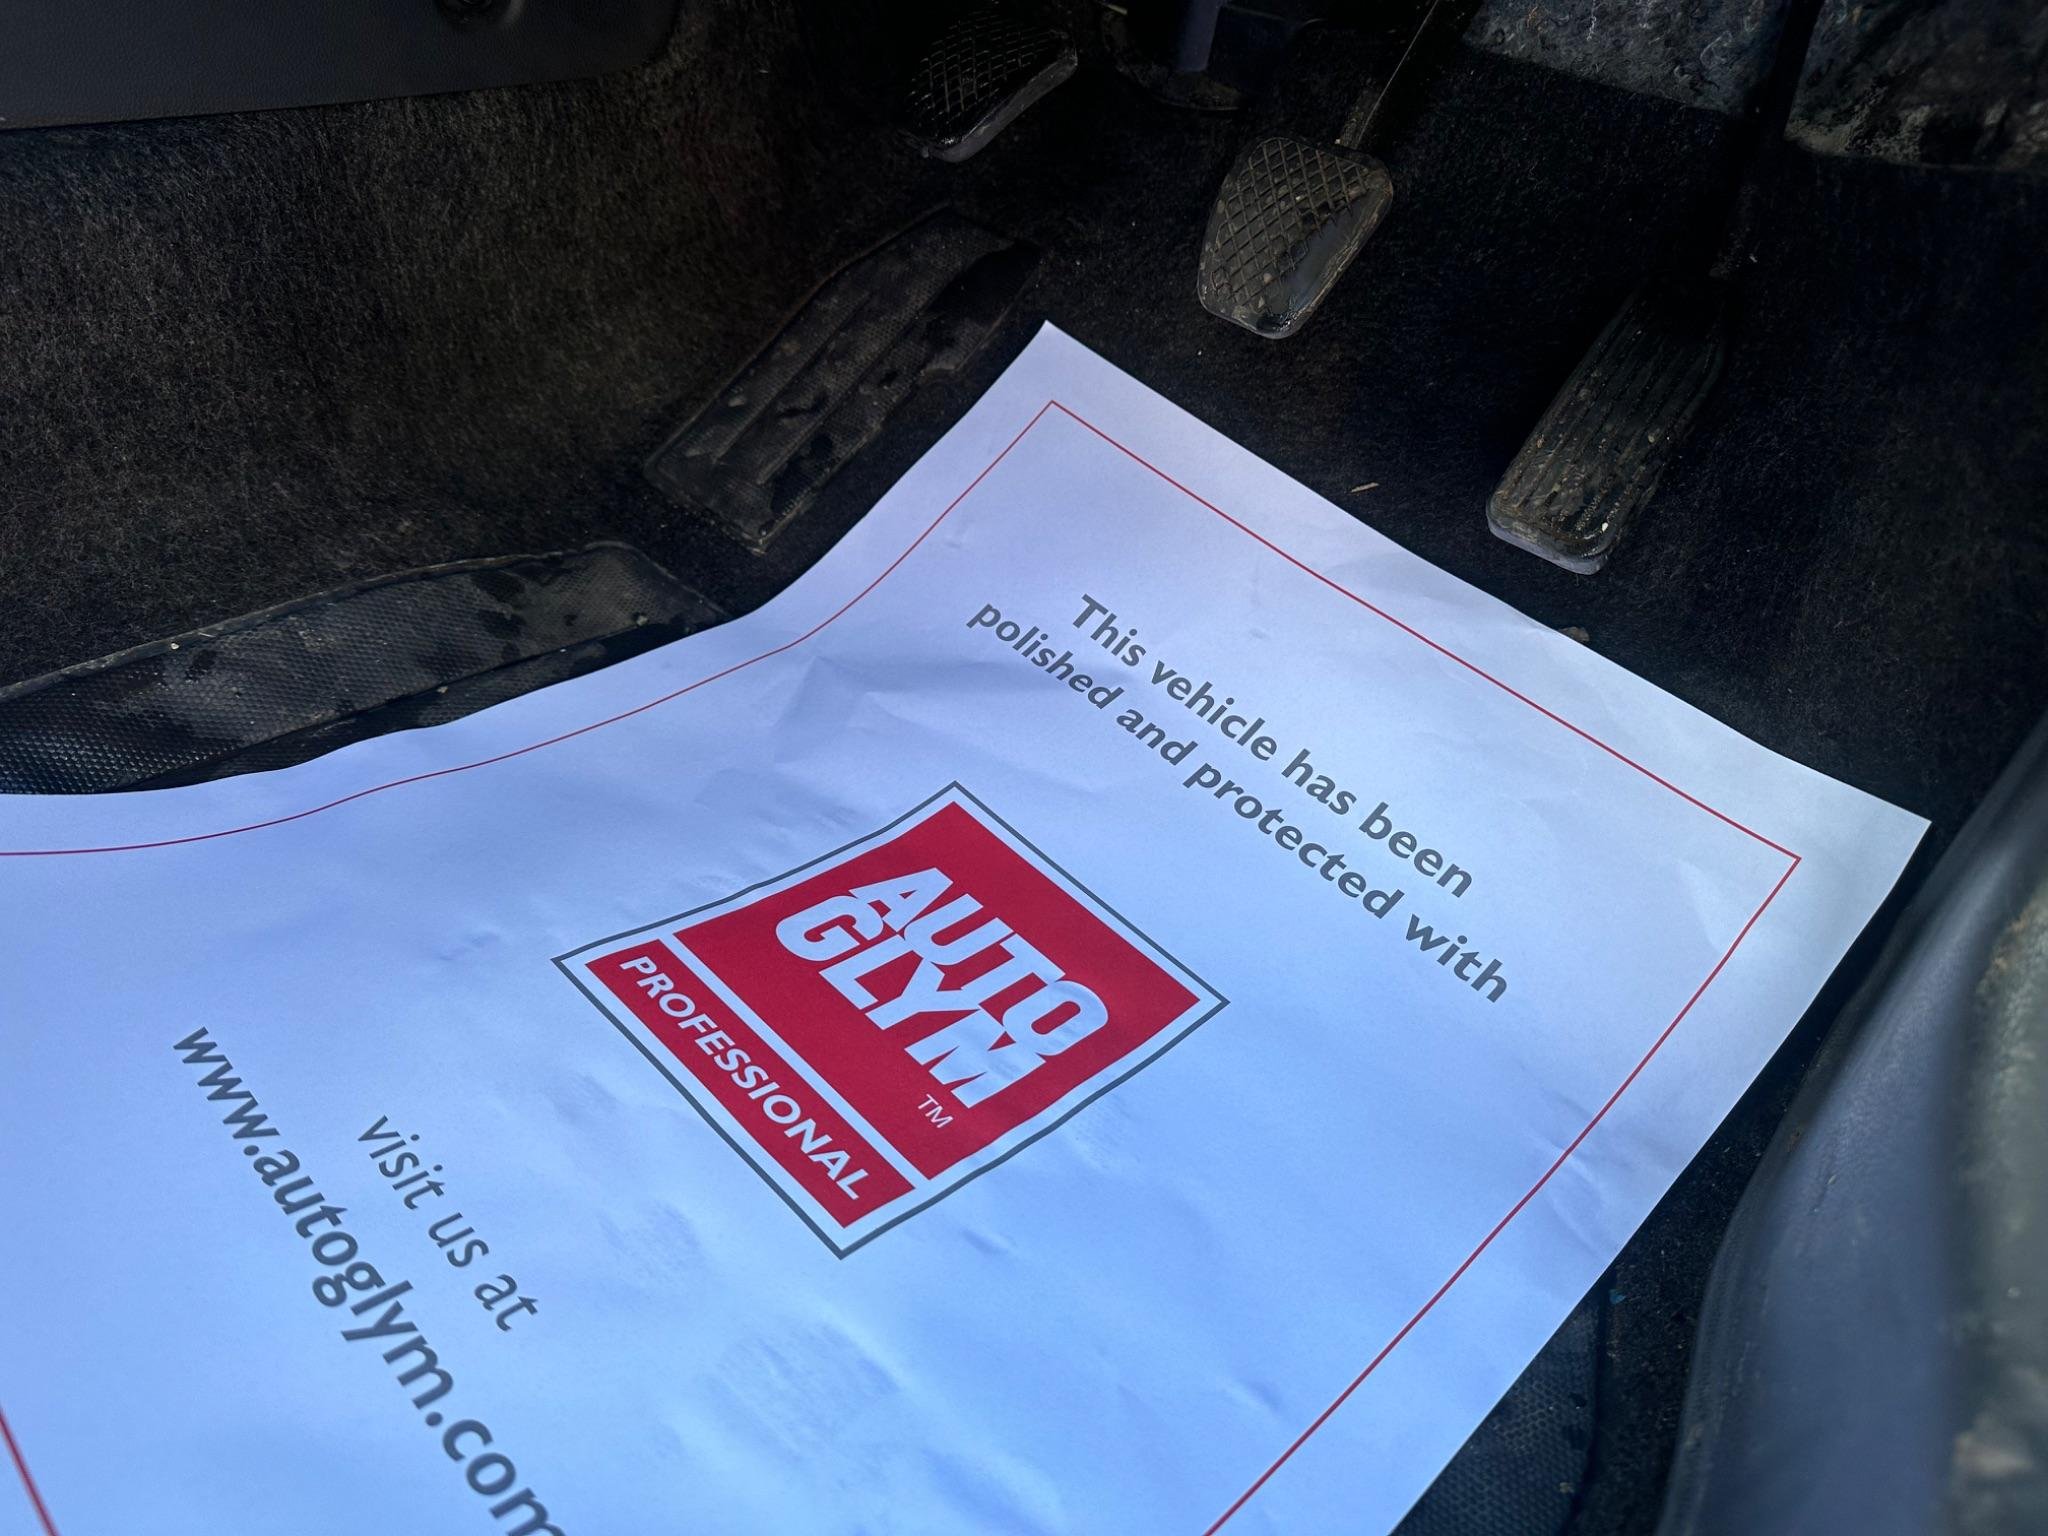 This vehicle has been
polished and protected with
AUTO
GLYM
TM
PROFESSIONAL
visit us at
www.autoglym.com